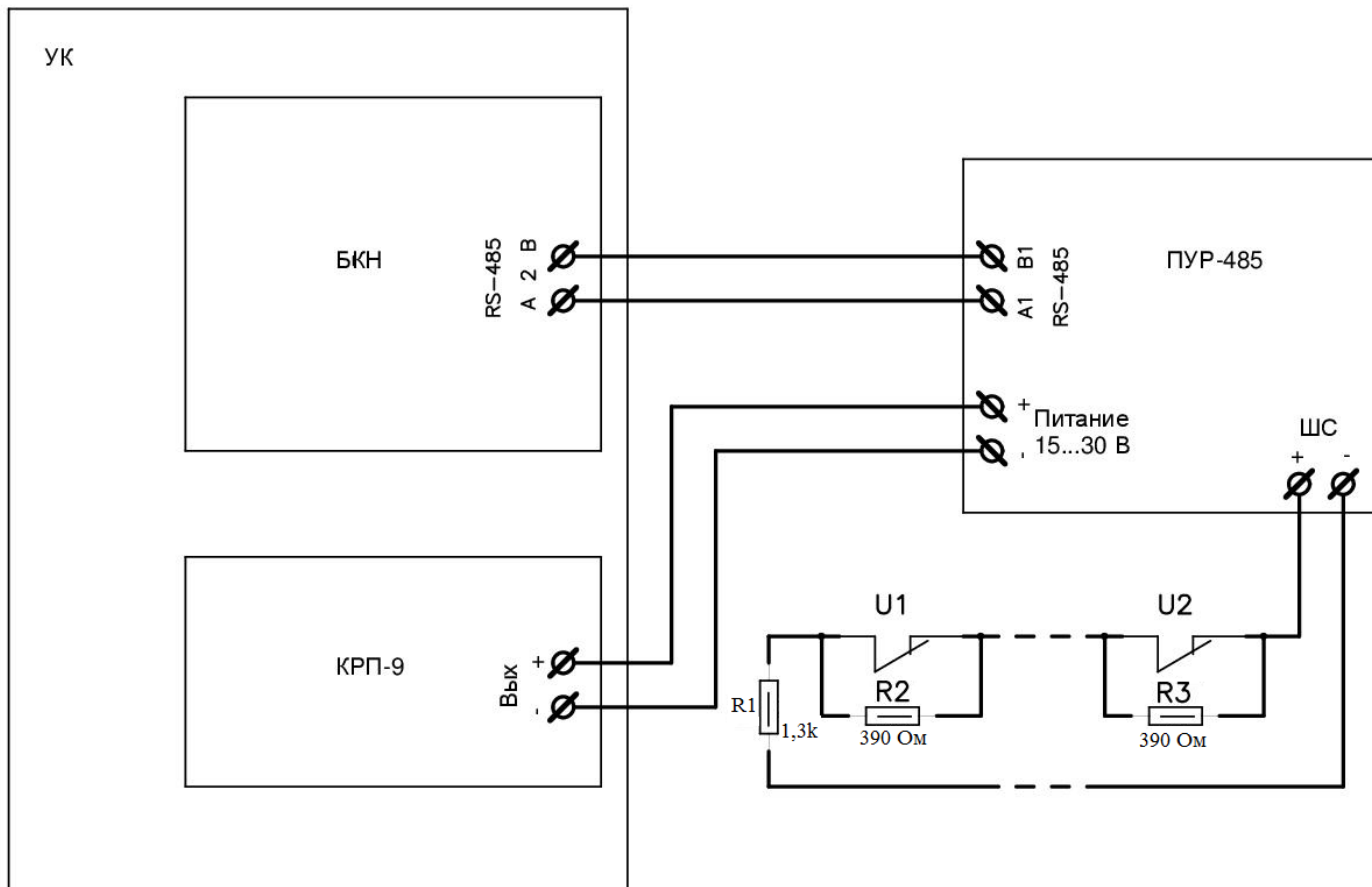 УК
БКН
RS-485
A 2 B
B1
A1
RS-485
ПУР-485
+
-
Питание
15...30 В
ШС
+ -
КРП-9
Вых
+
-
U1
U2
R1
1,3k
R2
390 Ом
R3
390 Ом